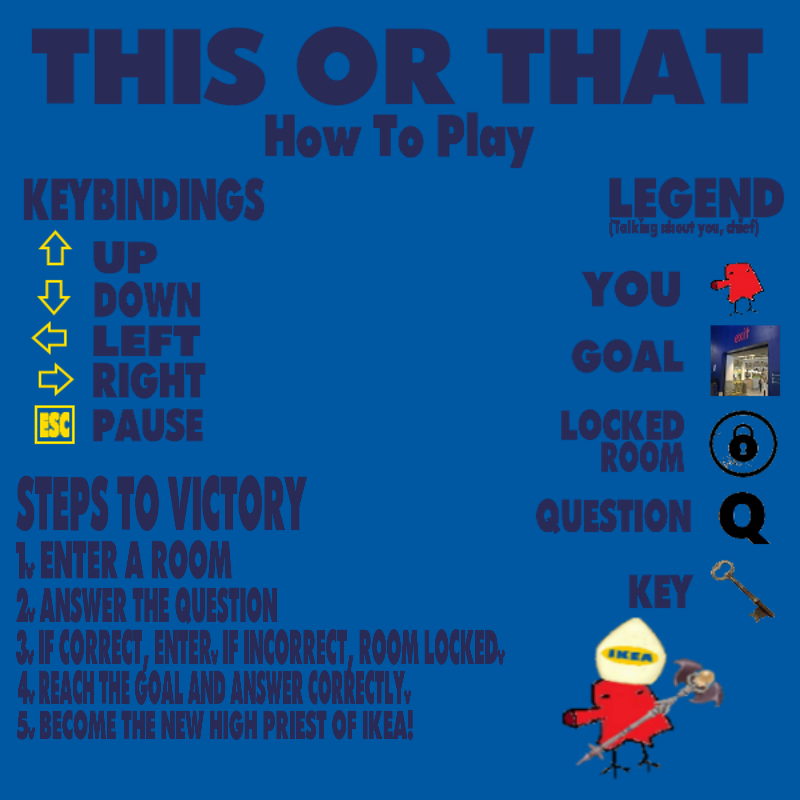 THIS OR THAT
How To Play
KEYBINDINGS
UP
DOWN
LEFT
RIGHT
ESC PAUSE
LEGEND
(Talking about you, chief)
YOU
GOAL
exit
LOCKED
ROOM
QUESTION Q
KEY
STEPS TO VICTORY
1. ENTER A ROOM
2. ANSWER THE QUESTION
3. IF CORRECT, ENTER. IF INCORRECT, ROOM LOCKED.
4. REACH THE GOAL AND ANSWER CORRECTLY.
5. BECOME THE NEW HIGH PRIEST OF IKEA!
IKEA